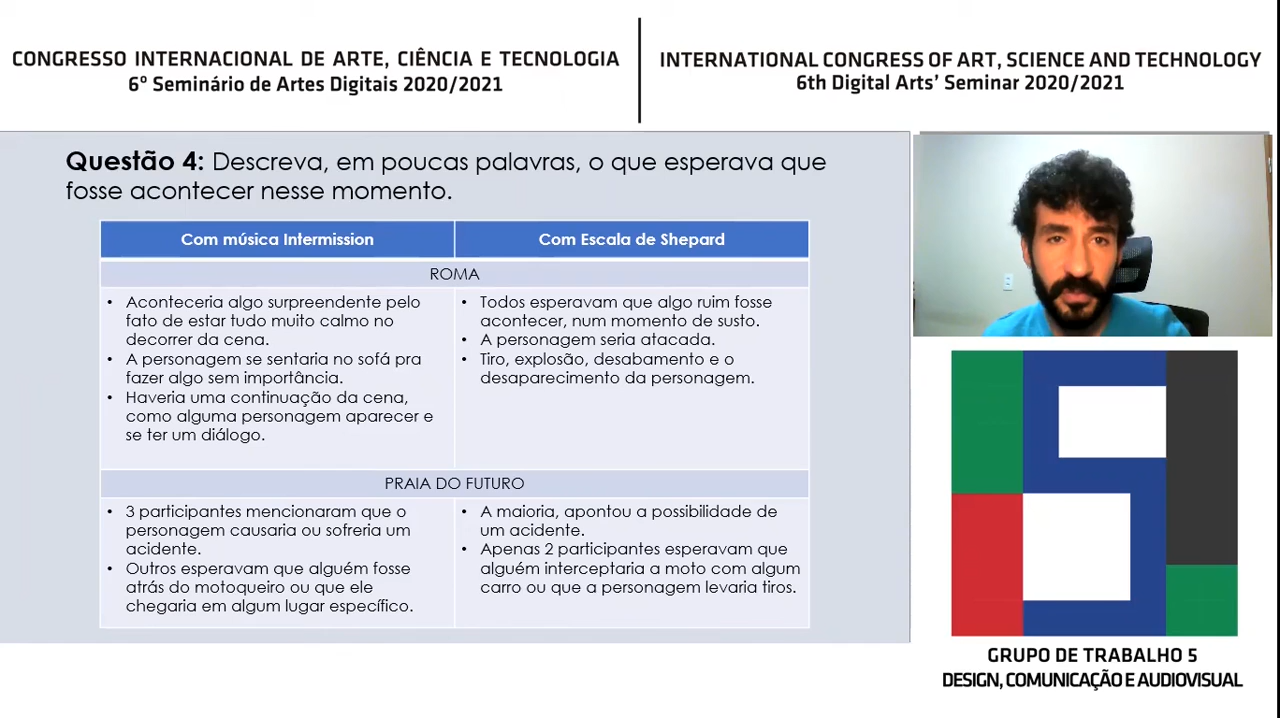 CONGRESSO INTERNACIONAL DE ARTE, CIÊNCIA E TECNOLOGIA
6º Seminário de Artes Digitais 2020/2021
INTERNATIONAL CONGRESS OF ART, SCIENCE AND TECHNOLOGY
6th Digital Arts' Seminar 2020/2021
Questão 4: Descreva, em poucas palavras, o que esperava que
fosse acontecer nesse momento.
Com música Intermission
Com Escala de Shepard
ROMA
• Aconteceria algo surpreendente pelo
fato de estar tudo muito calmo no
decorrer da cena.
• A personagem se sentaria no sofá pra
fazer algo sem importância.
• Haveria uma continuação da cena,
como alguma personagem aparecer e
se ter um diálogo.
• Todos esperavam que algo ruim fosse
acontecer, num momento de susto.
• A personagem seria atacada.
• Tiro, explosão, desabamento e o
desaparecimento da personagem.
PRAIA DO FUTURO
• 3 participantes mencionaram que o
personagem causaria ou sofreria um
acidente.
• Outros esperavam que alguém fosse
atrás do motoqueiro ou que ele
chegaria em algum lugar específico.
• A maioria, apontou a possibilidade de
um acidente.
• Apenas 2 participantes esperavam que
alguém interceptaria a moto com algum
carro ou que a personagem levaria tiros.
GRUPO DE TRABALHO 5
DESIGN, COMUNICAÇÃO E AUDIOVISUAL